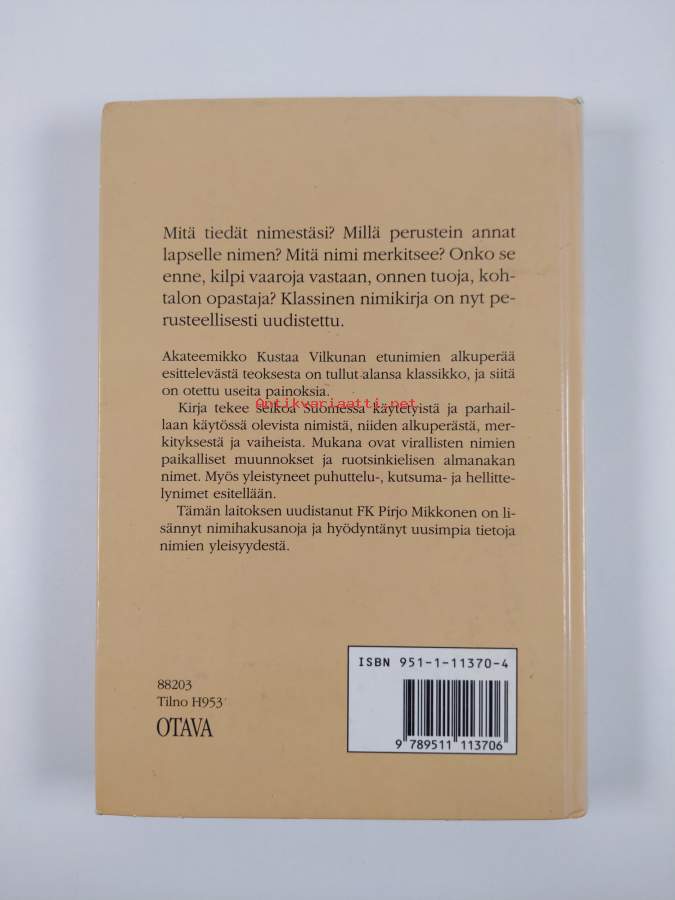 Mitä tiedät nimestäsi? Millä perustein annat
lapselle nimen? Mitä nimi merkitsee? Onko se
enne, kilpi vaaroja vastaan, onnen tuoja, koh-
talon opastaja? Klassinen nimikirja on nyt pe-
rusteellisesti uudistettu.
Akateemikko Kustaa Vilkunan etunimien alkuperää
esittelevästä teoksesta on tullut alansa klassikko, ja siitä
on otettu useita painoksia.
Antikvariaatti.net
Kirja tekee selkoa Suomessa käytetyistä ja parhail-
laan käytössä olevista nimistä, niiden alkuperästä, mer-
kityksestä ja vaiheista. Mukana ovat virallisten nimien
paikalliset muunnokset ja ruotsinkielisen almanakan
nimet. Myös yleistyneet puhuttelu-, kutsuma- ja hellitte-
lynimet esitellään.
Tämän laitoksen uudistanut FK Pirjo Mikkonen on li-
sännyt nimihakusanoja ja hyödyntänyt uusimpia tietoja
nimien yleisyydestä.
ISBN 951-1-11370-4
9 789511 113706
88203
Tilno H953
OTAVA